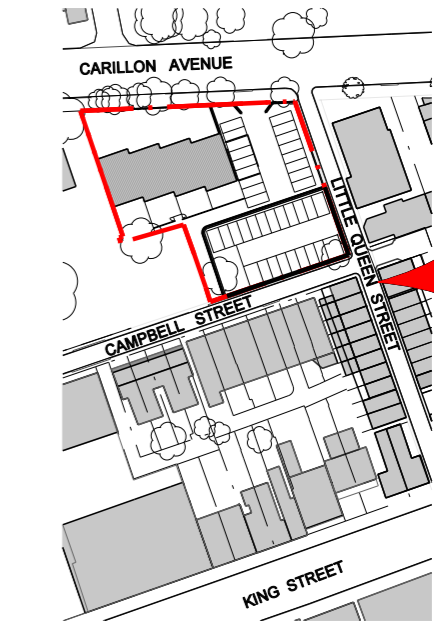 CARILLON AVENUE
LITTLE QUEEN STREET
CAMPBELL STREET
KING STREET